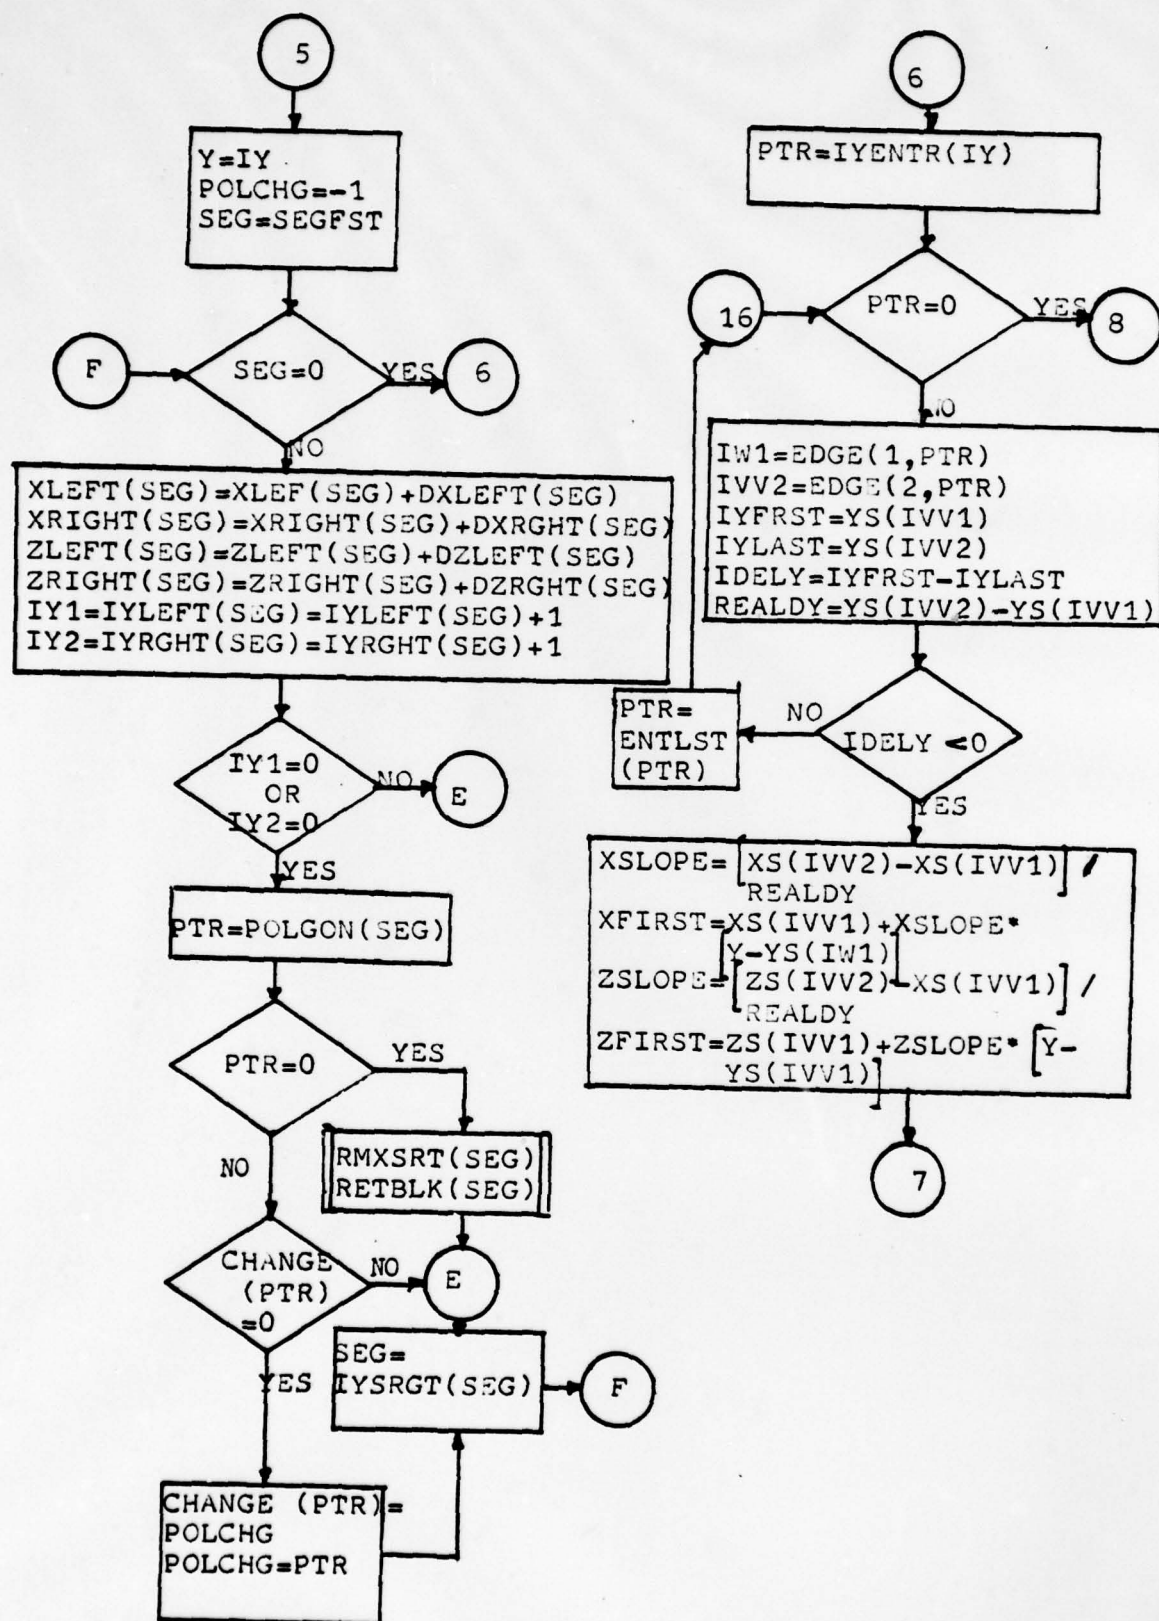 5
Y=IY
POLCHG=-1
SEG=SEGFST
F
SEG=0
YES
6
NO
XLEFT(SEG)=XLEF(SEG)+DXLEFT(SEG)
XRIGHT(SEG)=XRIGHT(SEG)+DXRGHT(SEG)
ZLEFT(SEG)=ZLEFT(SEG)+DZLEFT(SEG)
ZRIGHT(SEG)=ZRIGHT(SEG)+DZRGHT(SEG)
IY1=IYLEFT(SEG)=IYLEFT(SEG)+1
IY2=IYRGHT(SEG)=IYRGHT(SEG)+1
IY1=0
OR
IY2=0
NO
E
YES
PTR=POLGON(SEG)
PTR=0
YES
NO
RMXSRT(SEG)
RETBLK(SEG)
CHANGE
(PTR)
=0
NO
E
YES
SEG=
IYSRGT(SEG)
F
CHANGE (PTR)=
POLCHG
POLCHG=PTR
6
PTR=IYENTR(IY)
16
PTR=0
YES
8
NO
IW1=EDGE(1,PTR)
IVV2=EDGE(2,PTR)
IYFRST=YS(IVV1)
IYLAST=YS(IVV2)
IDELY=IYFRST-IYLAST
REALDY=YS(IVV2)-YS(IVV1)
PTR=
ENTLST
(PTR)
NO
IDELY <0
YES
XSLOPE=[XS(IVV2)-XS(IVV1)]/
REALDY
XFIRST=XS(IVV1)+XSLOPE*
[Y-YS(IW1)]
ZSLOPE=[ZS(IVV2)-XS(IVV1)]/
REALDY
ZFIRST=ZS(IVV1)+ZSLOPE*[Y-
YS(IVV1)]
7